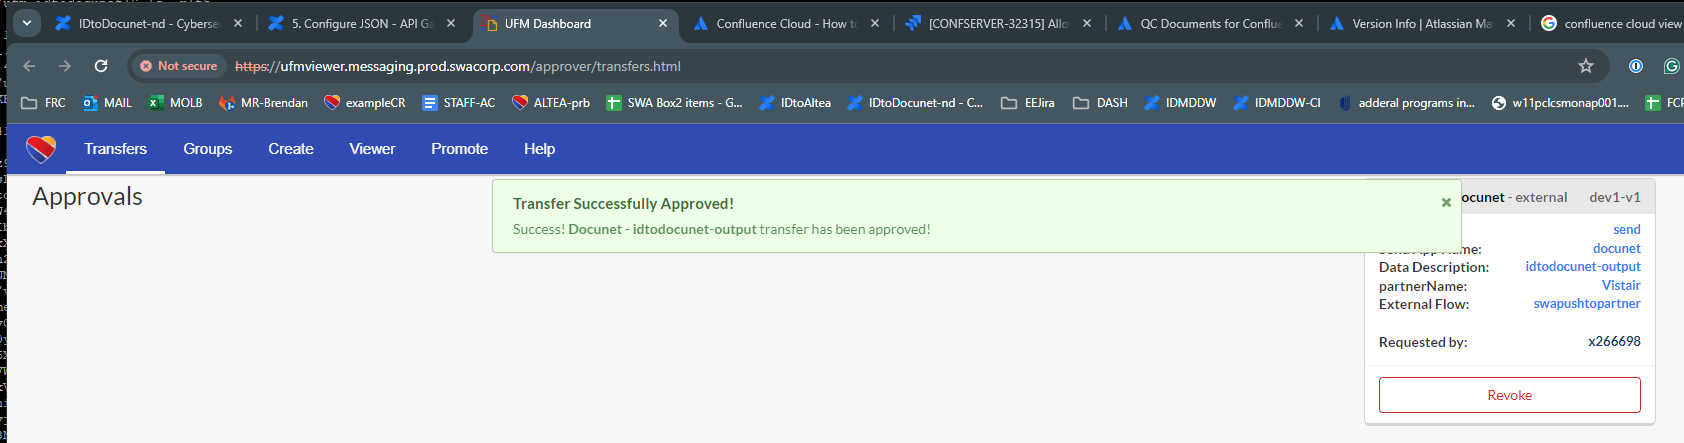 IDtoDocunet-nd - Cyberse
5. Configure JSON - API Ga
UFM Dashboard
Confluence Cloud - How to
[CONFSERVER-32315] Allo
QC Documents for Conflue
Version Info | Atlassian Ma
confluence cloud view
Not secure
https://ufmviewer.messaging.prod.swacorp.com/approver/transfers.html
FRC
MAIL
MOLB
MR-Brendan
exampleCR
STAFF-AC
ALTEA-prb
SWA Box2 items - G...
IDtoAltea
IDtoDocunet-nd - C...
EEJira
DASH
IDMDDW
IDMDDW-CI
adderal programs in...
w11pclcsmonap001....
FCR
Transfers
Groups
Create
Viewer
Promote
Help
Approvals
Transfer Successfully Approved!
Success! Docunet - idtodocunet-output transfer has been approved!
ocunet - external dev1-v1
send
docunet
Data Description: idtodocunet-output
partnerName: Vistair
External Flow: swapushtopartner
Requested by: x266698
Revoke